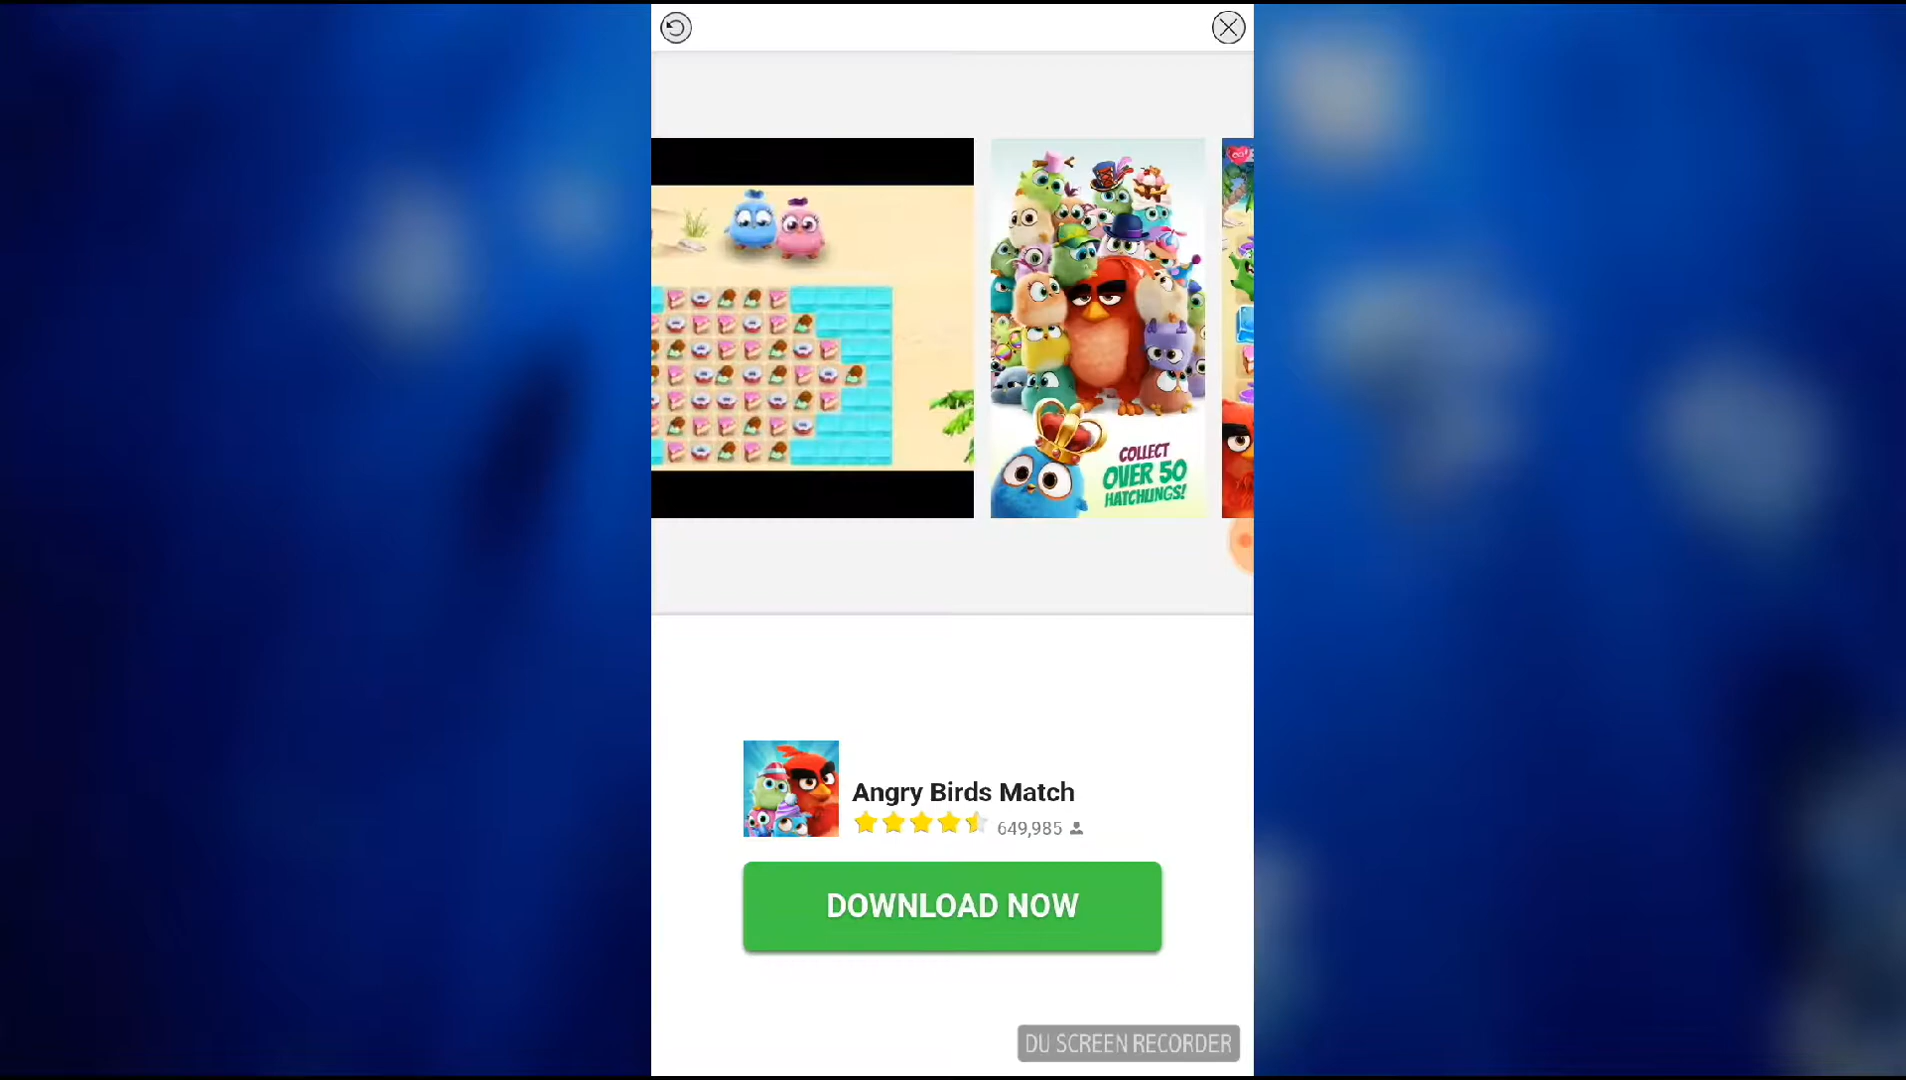 COLLECT
OVER 50
HATCHLINGS!
Angry Birds Match
649,985
DOWNLOAD NOW
DU SCREEN RECORDER